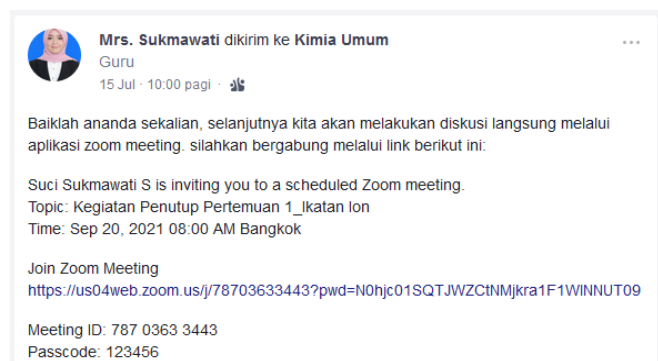 Mrs. Sukmawati dikirim ke Kimia Umum
Guru
15 Jul · 10:00 pagi ·
Baiklah ananda sekalian, selanjutnya kita akan melakukan diskusi langsung melalui
aplikasi zoom meeting. silahkan bergabung melalui link berikut ini:
Suci Sukmawati S is inviting you to a scheduled Zoom meeting.
Topic: Kegiatan Penutup Pertemuan 1_Ikatan Ion
Time: Sep 20, 2021 08:00 AM Bangkok
Join Zoom Meeting
https://us04web.zoom.us/j/78703633443?pwd=N0hjc01SQTJWZCtNMjkra1F1WlNNUT09
Meeting ID: 787 0363 3443
Passcode: 123456